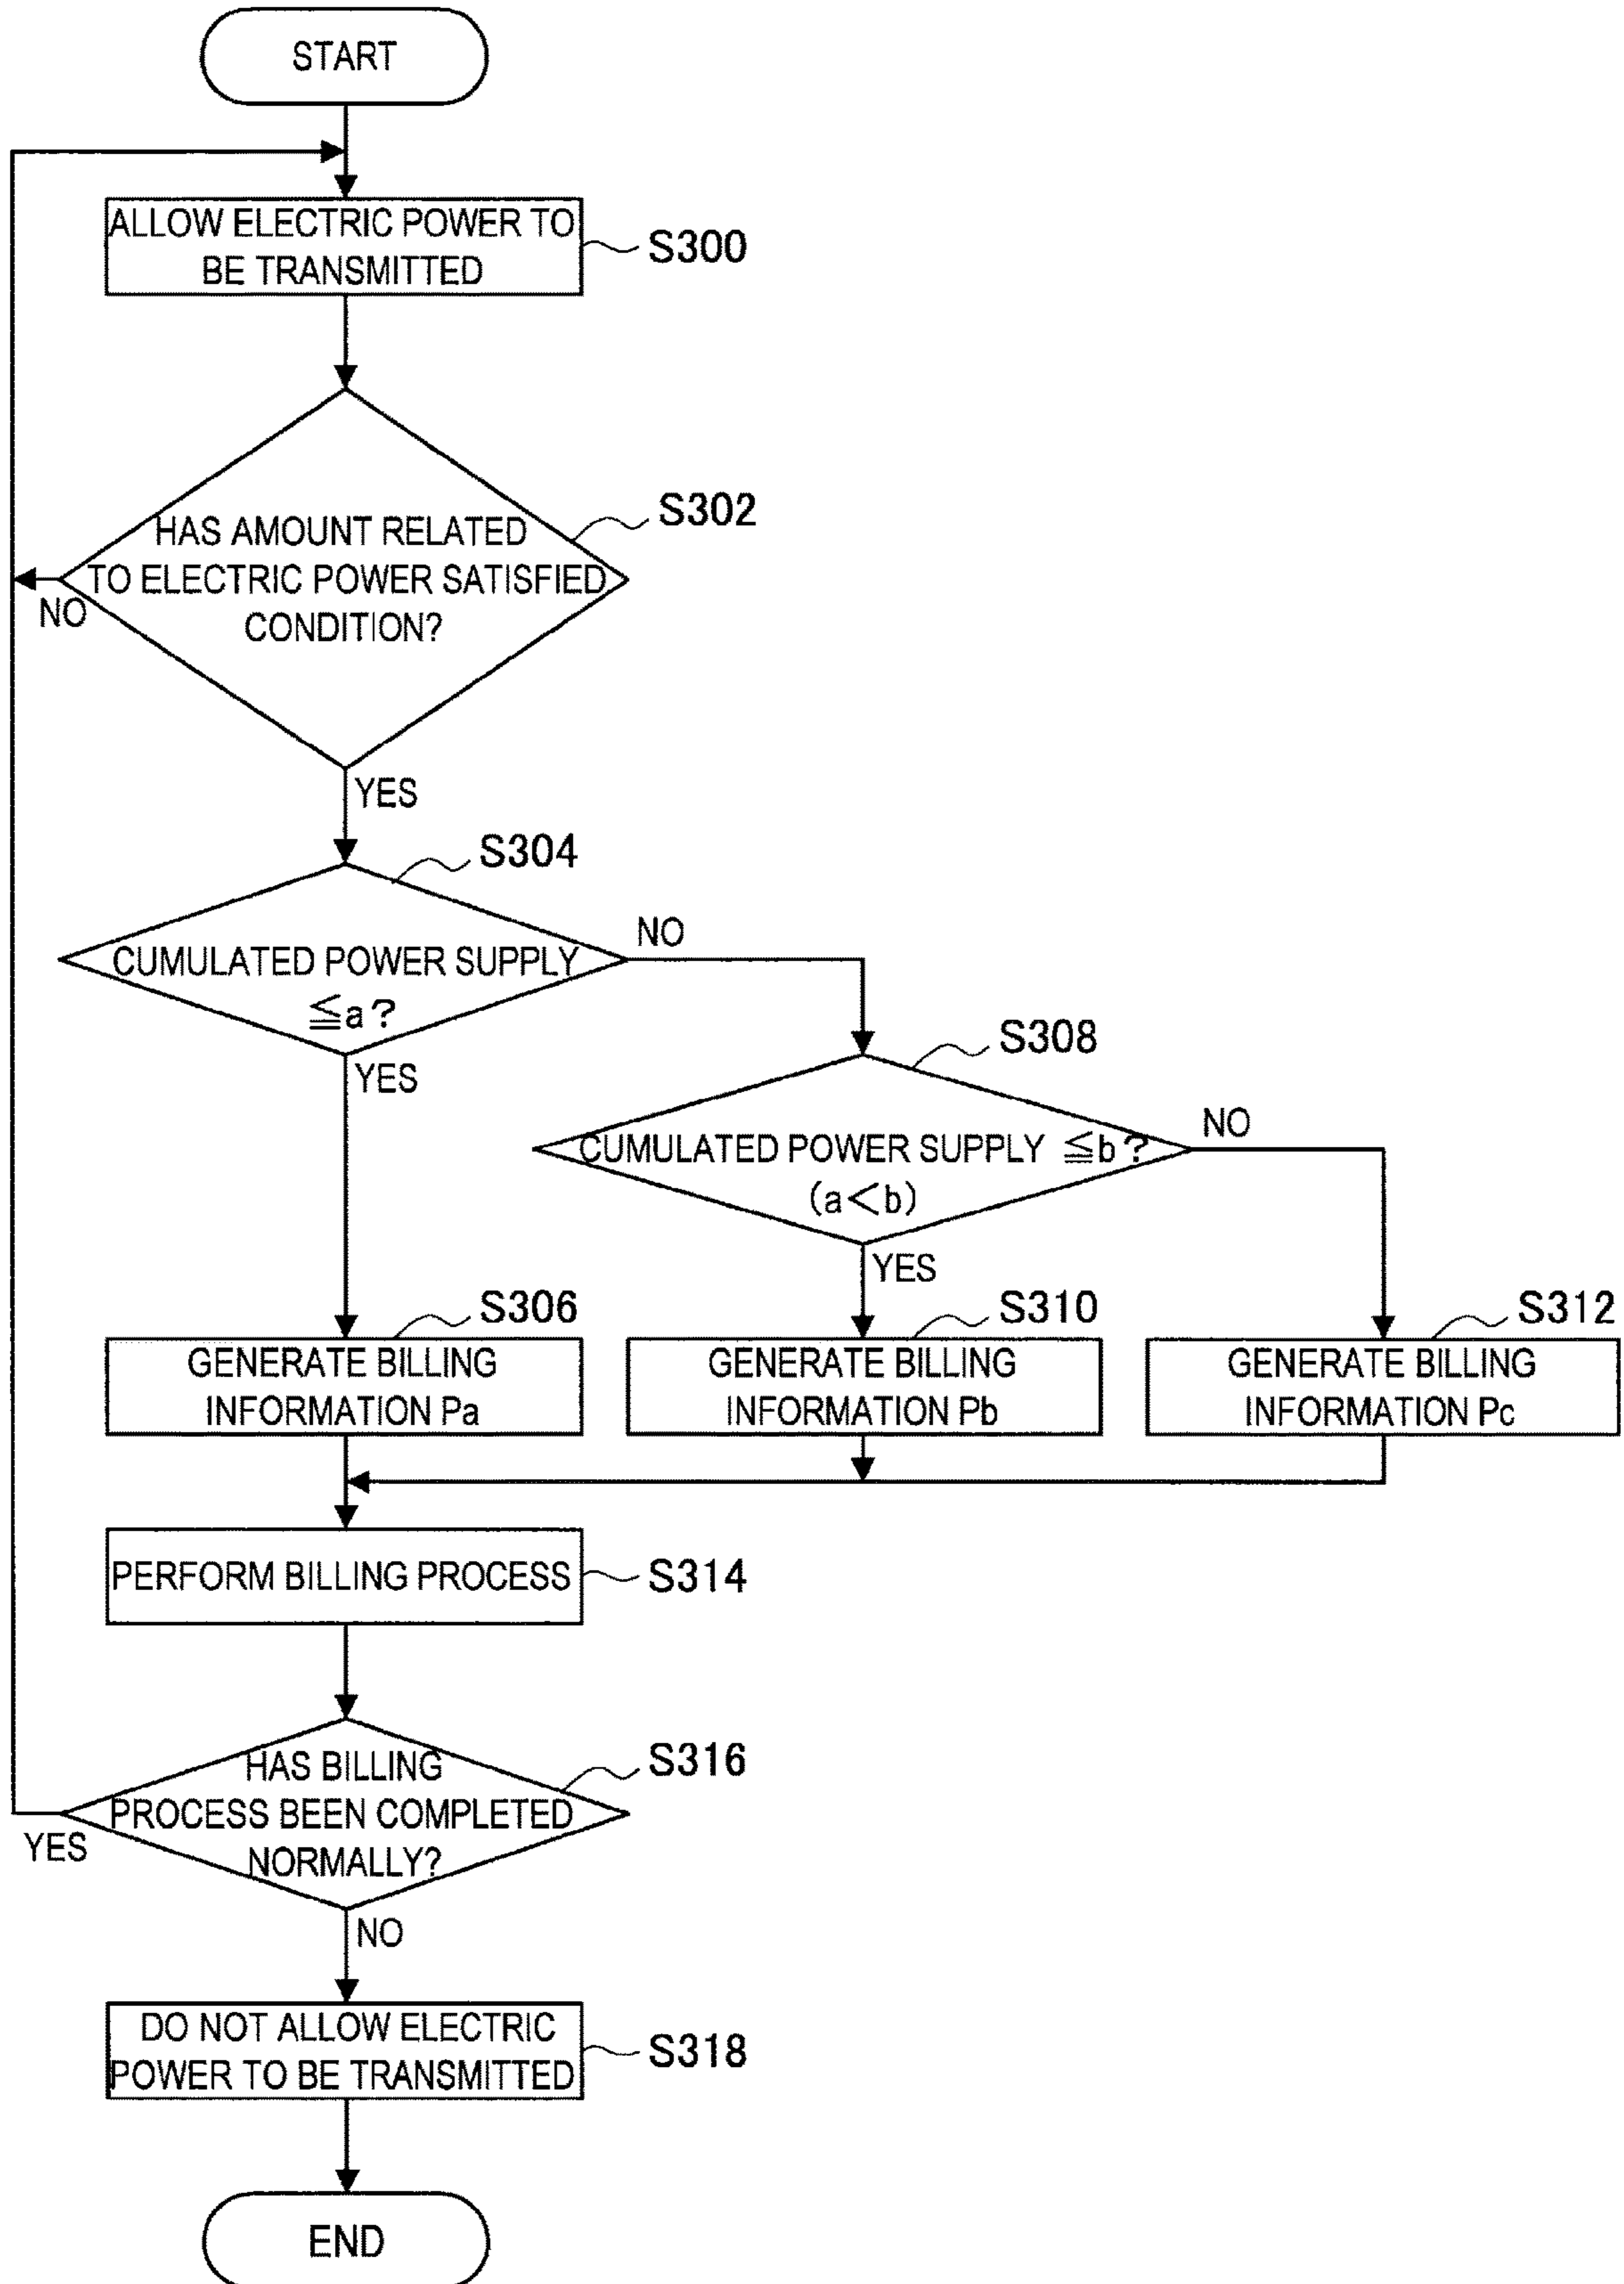 START
ALLOW ELECTRIC POWER TO
BE TRANSMITTED
S300
S302
HAS AMOUNT RELATED
TO ELECTRIC POWER SATISFIED
CONDITION?
NO
YES
S304
CUMULATED POWER SUPPLY
≦a?
NO
YES
S308
CUMULATED POWER SUPPLY ≦b?
(a<b)
NO
YES
S306
GENERATE BILLING
INFORMATION Pa
S310
GENERATE BILLING
INFORMATION Pb
S312
GENERATE BILLING
INFORMATION Pc
PERFORM BILLING PROCESS
S314
S316
HAS BILLING
PROCESS BEEN COMPLETED
NORMALLY?
YES
NO
DO NOT ALLOW ELECTRIC
POWER TO BE TRANSMITTED
S318
END